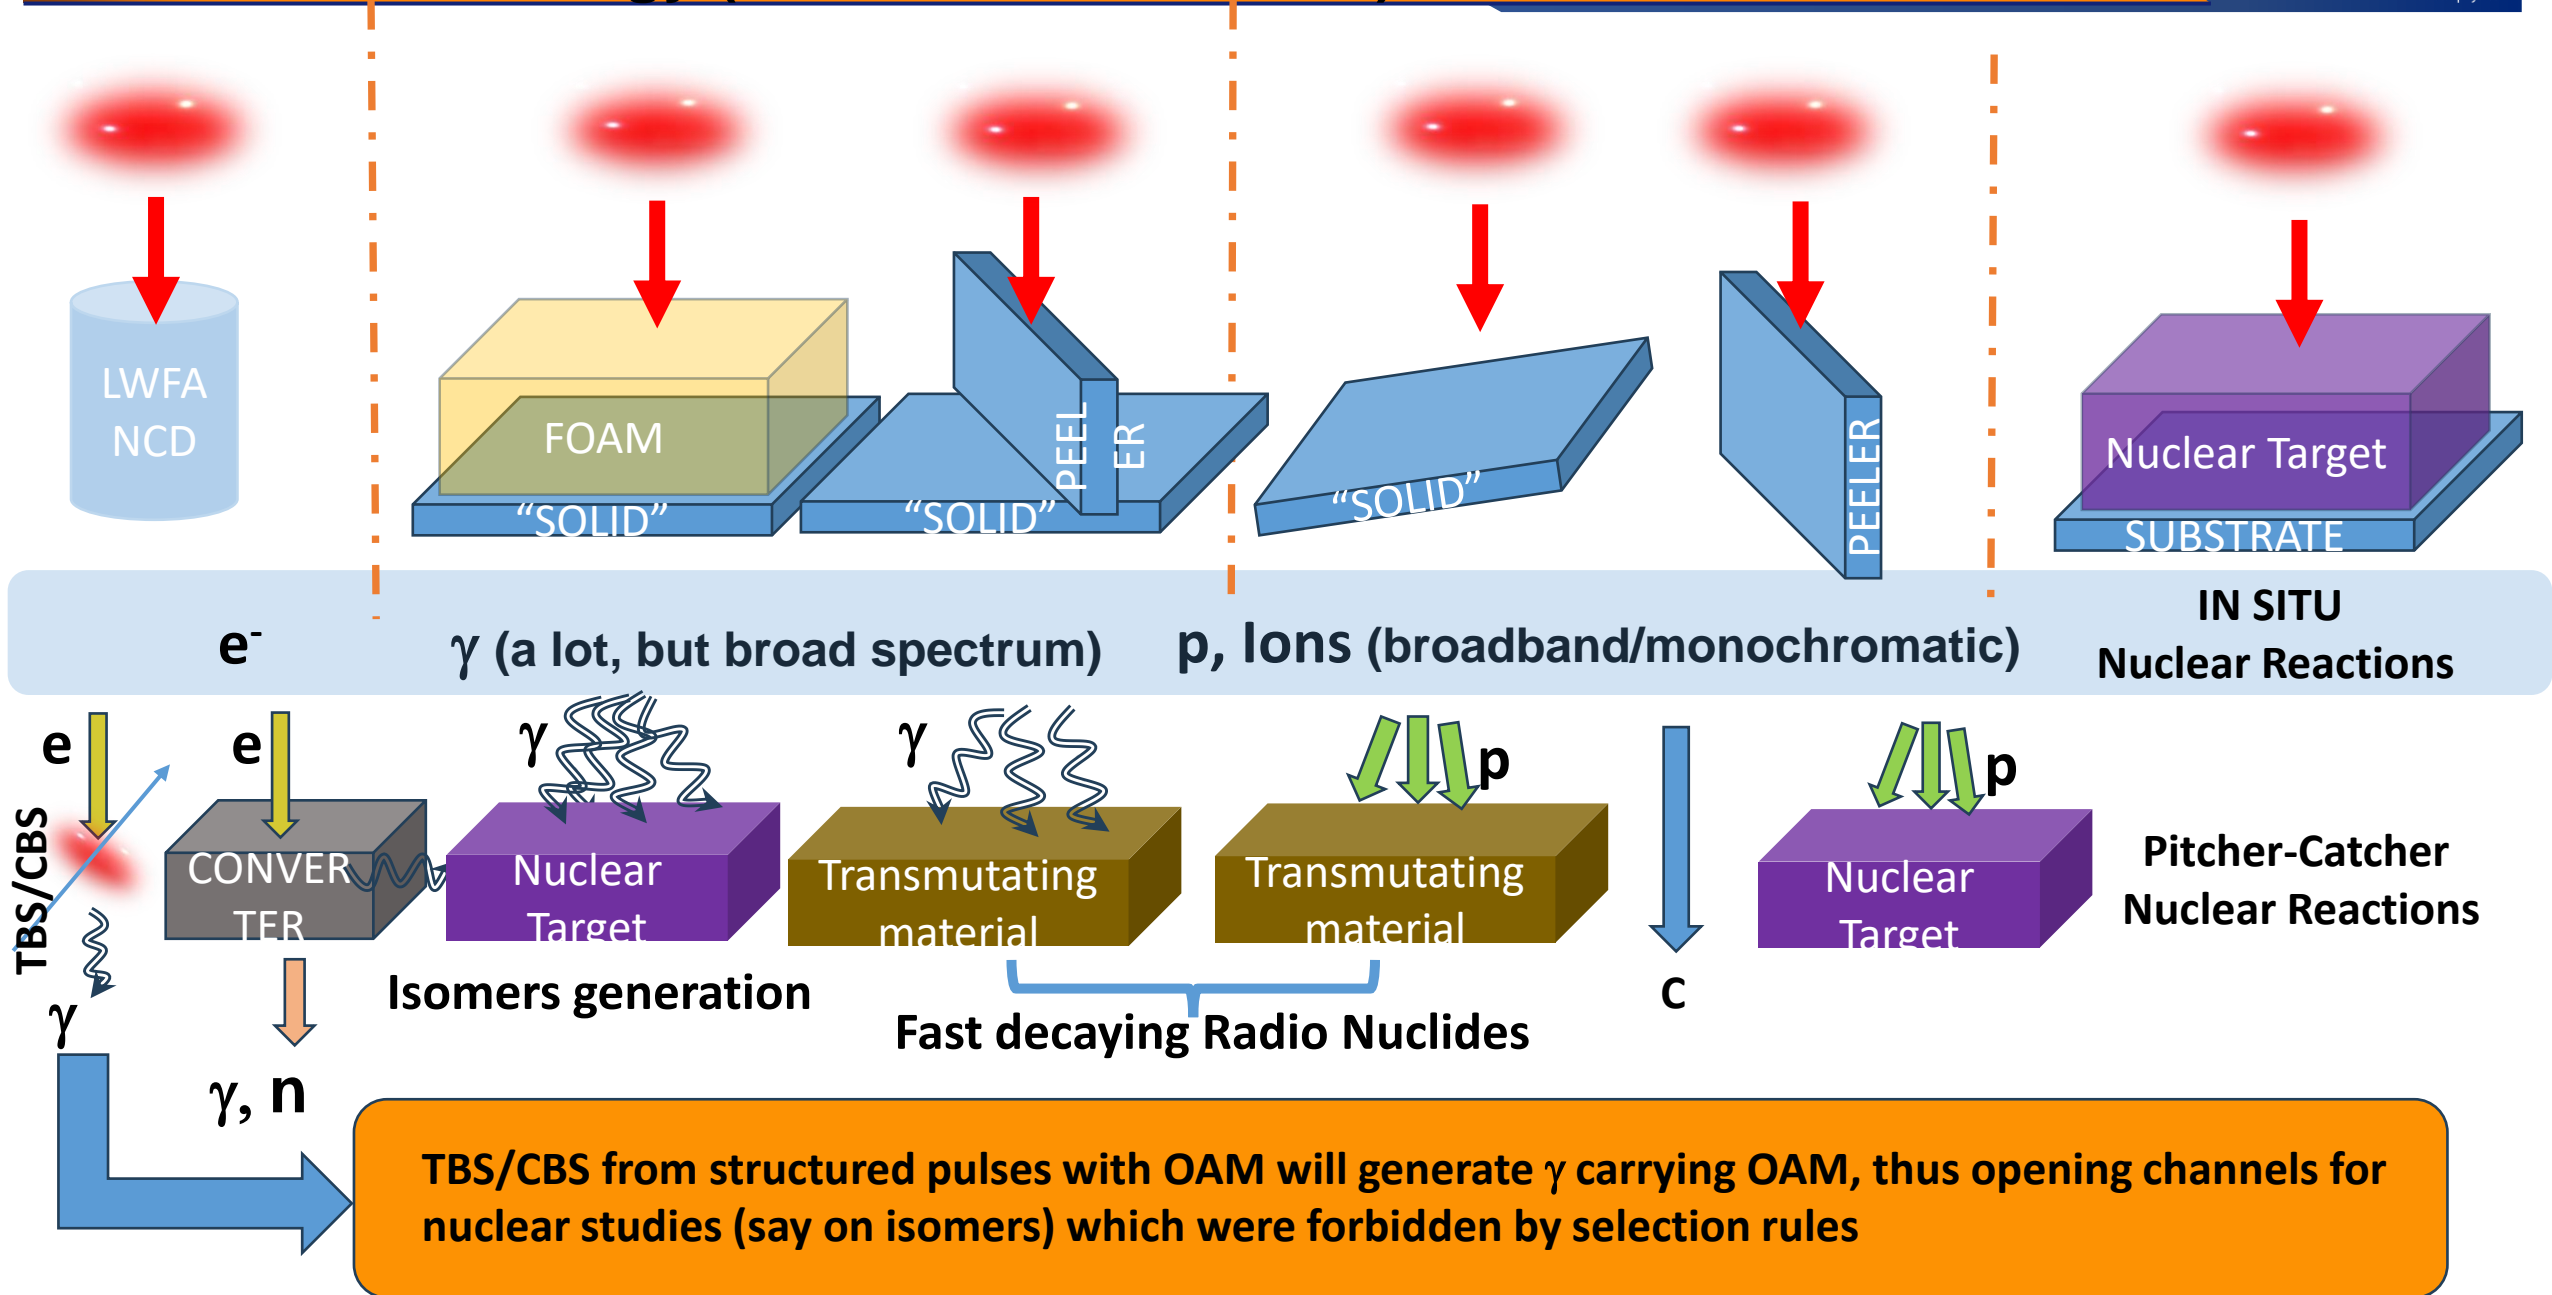 LWFA
NCD
FOAM
“SOLID”
PEEL
ER
“SOLID”
“SOLID”
PEELER
Nuclear Target
SUBSTRATE
e-
γ (a lot, but broad spectrum)
p, Ions (broadband/monochromatic)
IN SITU
Nuclear Reactions
e
e
γ
γ
p
p
TBS/CBS
CONVER
TER
Nuclear
Target
Transmutating
material
Transmutating
material
Nuclear
Target
Pitcher-Catcher
Nuclear Reactions
γ
Isomers generation
C
Fast decaying Radio Nuclides
γ, n
TBS/CBS from structured pulses with OAM will generate γ carrying OAM, thus opening channels for
nuclear studies (say on isomers) which were forbidden by selection rules